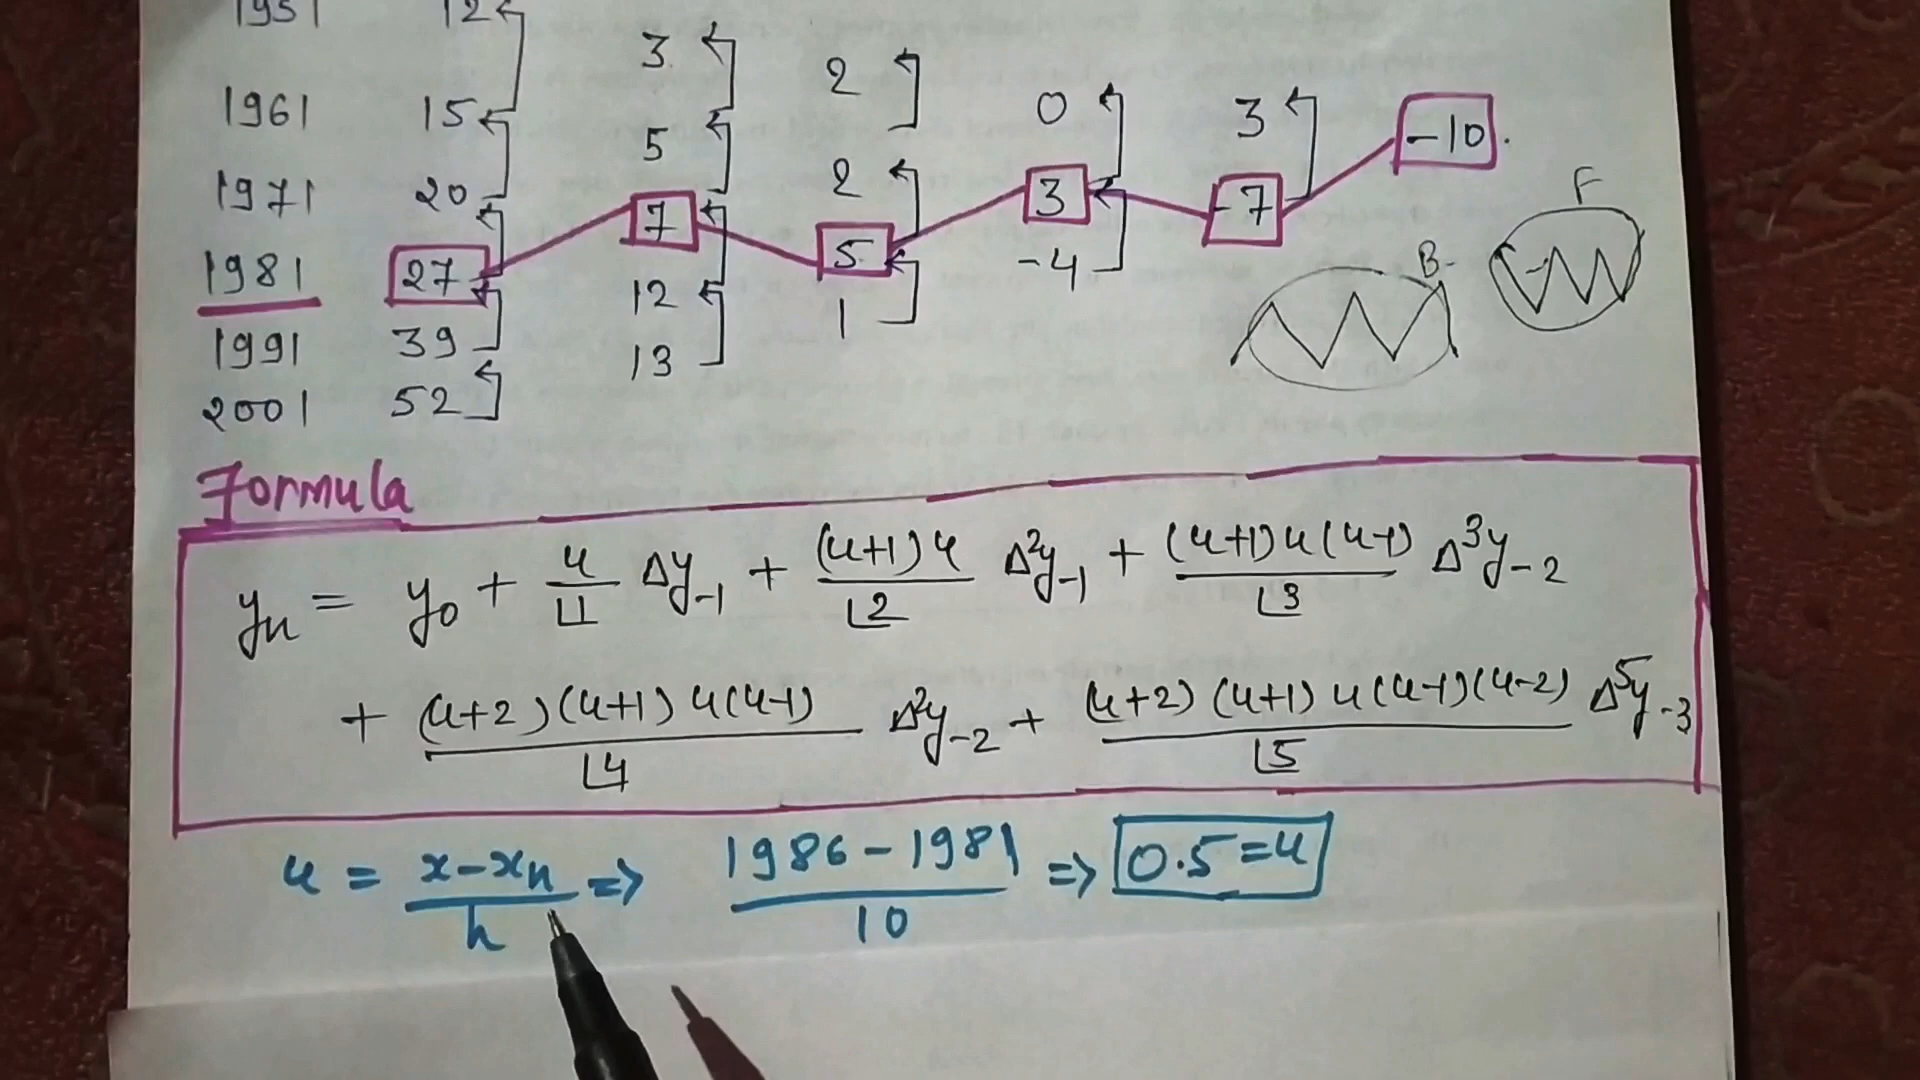 1951 12
3
2
1961 15 0 3 -10.
5
1971 20 2 3 -7 F
7
1981 27 5 -4 B-
12
1991 39 1
13
2001 52
Formula
yu = y0 + u/⌊1 Δy-1 + (u+1)u/⌊2 Δ²y-1 + (u+1)u(u-1)/⌊3 Δ³y-2
+ (u+2)(u+1)u(u-1)/⌊4 Δ²y-2 + (u+2)(u+1)u(u-1)(u-2)/⌊5 Δ⁵y-3
u = x-xn/h => 1986-1981/10 => 0.5=u